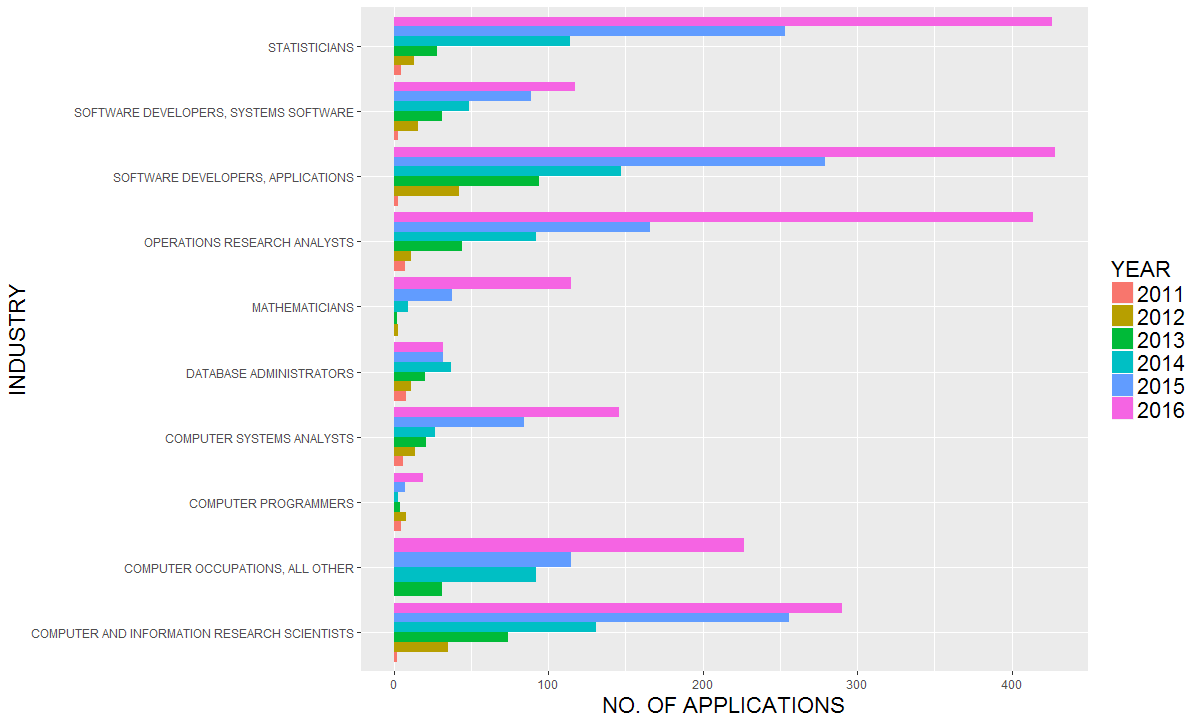 STATISTICIANS
SOFTWARE DEVELOPERS, SYSTEMS SOFTWARE
SOFTWARE DEVELOPERS, APPLICATIONS
OPERATIONS RESEARCH ANALYSTS
MATHEMATICIANS
DATABASE ADMINISTRATORS
COMPUTER SYSTEMS ANALYSTS
COMPUTER PROGRAMMERS
COMPUTER OCCUPATIONS, ALL OTHER
COMPUTER AND INFORMATION RESEARCH SCIENTISTS
INDUSTRY
0 100 200 300 400
NO. OF APPLICATIONS
YEAR
2011
2012
2013
2014
2015
2016